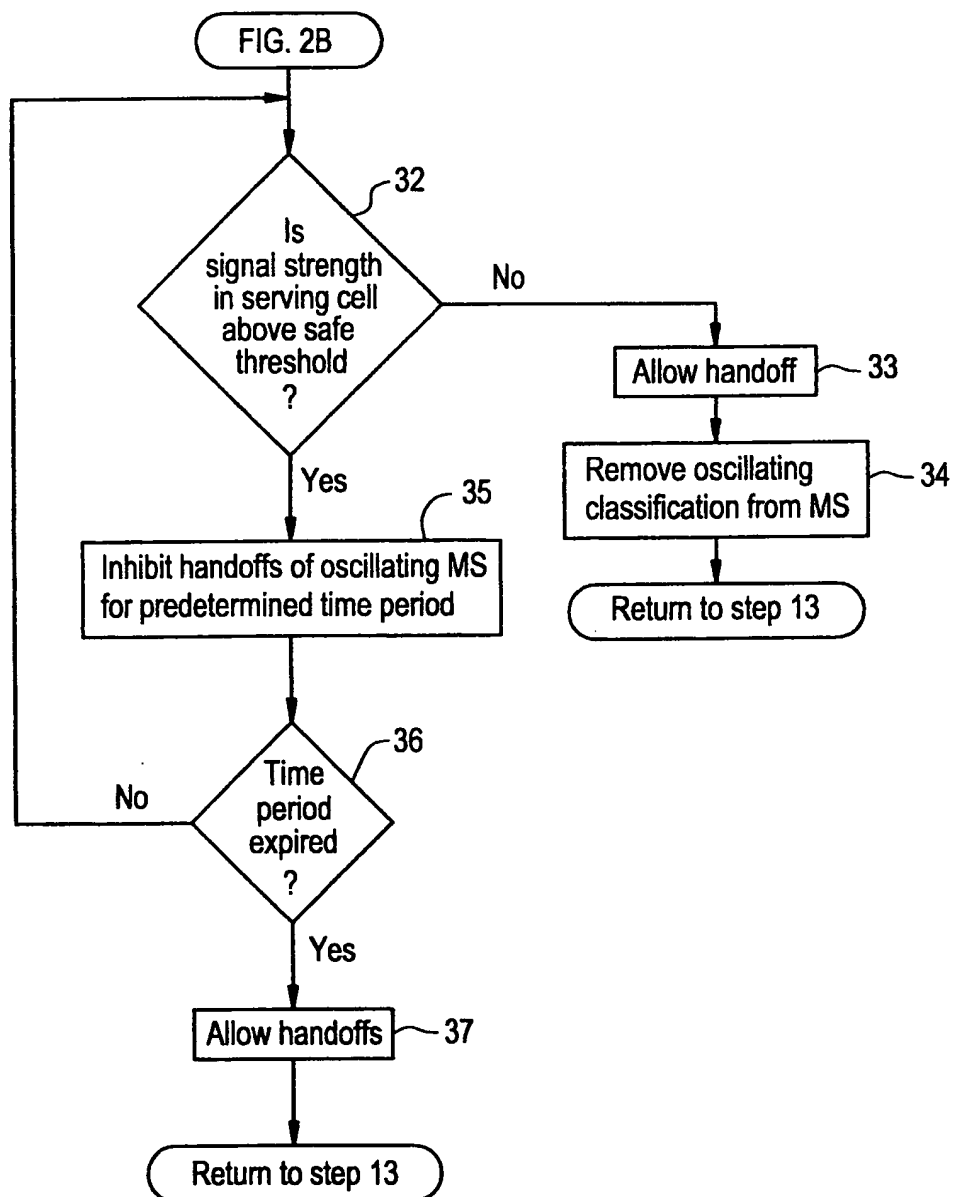 FIG. 2B
32
Is
signal strength
in serving cell
above safe
threshold
?
No
Allow handoff
33
Remove oscillating
classification from MS
34
Return to step 13
Yes
35
Inhibit handoffs of oscillating MS
for predetermined time period
36
Time
period
expired
?
No
Yes
Allow handoffs
37
Return to step 13